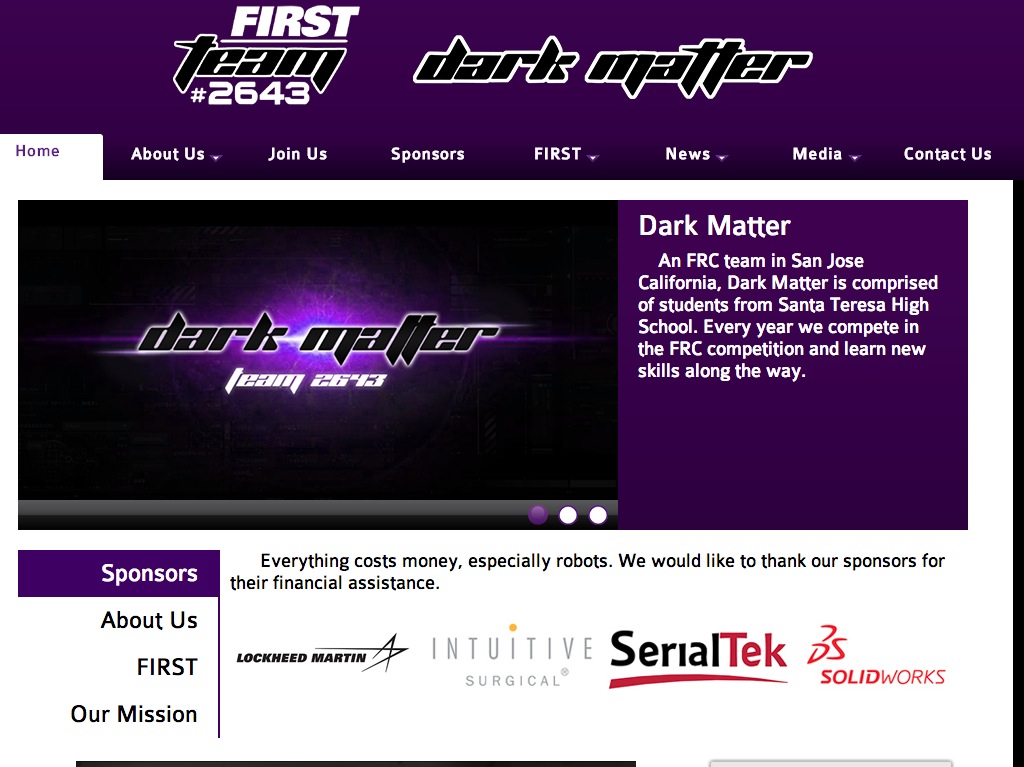 FIRST
team
#2643
dark matter
Home
About Us
Join Us
Sponsors
FIRST
News
Media
Contact Us
dark matter
team 2643
Dark Matter
An FRC team in San Jose
California, Dark Matter is comprised
of students from Santa Teresa High
School. Every year we compete in
the FRC competition and learn new
skills along the way.
Sponsors
About Us
FIRST
Our Mission
Everything costs money, especially robots. We would like to thank our sponsors for
their financial assistance.
LOCKHEED MARTIN
INTUITIVE
SURGICAL®
SerialTek
DS
SOLIDWORKS